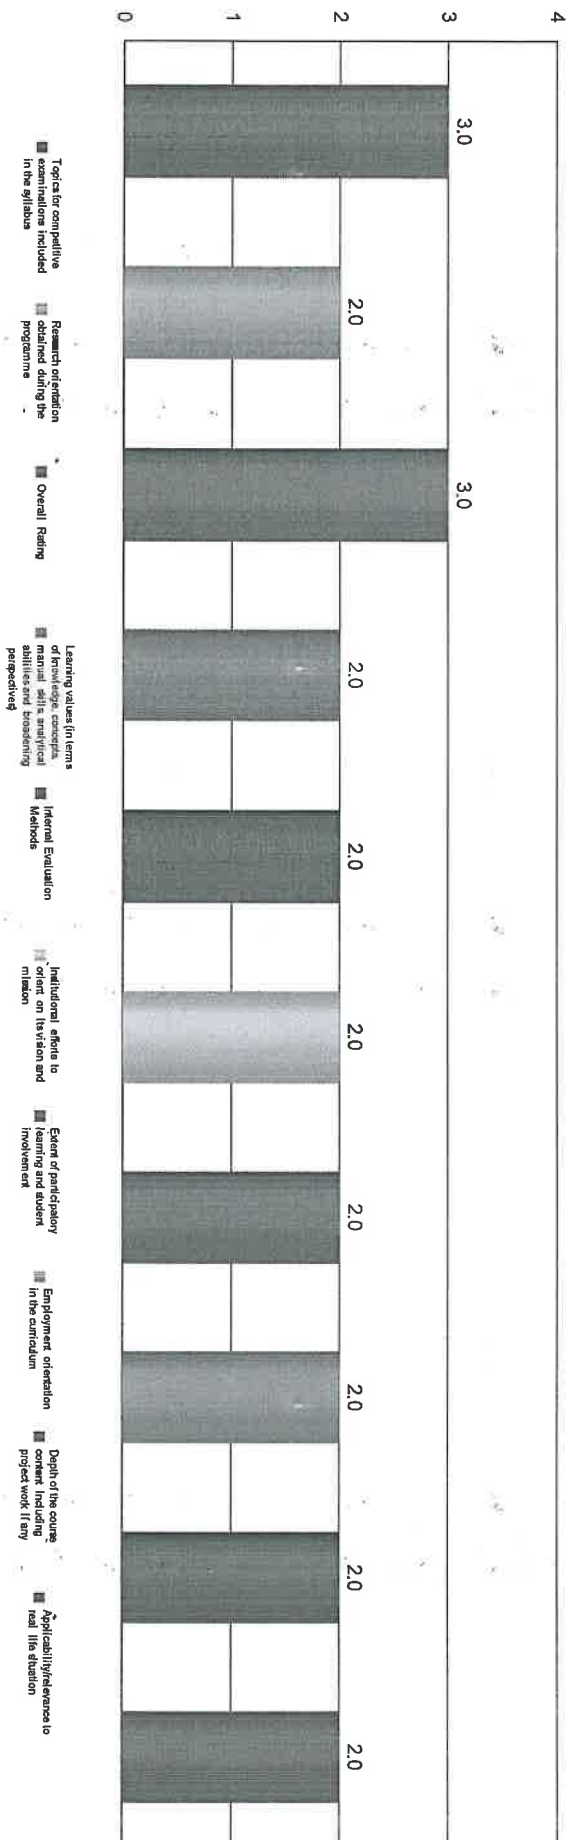 4
3
2
1
0
3.0
2.0
3.0
2.0
2.0
2.0
2.0
2.0
2.0
2.0
Topics for competitive
examinations included
in the syllabus
Research orientation
obtained during the
programme
Overall Rating
Learning values (in terms
of knowledge, concepts,
manual skills, analytical
abilities and broadening
perspectives)
Internal Evaluation
Methods
Institutional efforts to
orient on its vision and
mission
Extent of participatory
learning and student
involvement
Employment orientation
in the curriculum
Depth of the course
content including
project work if any
Applicability/relevance to
real life situation